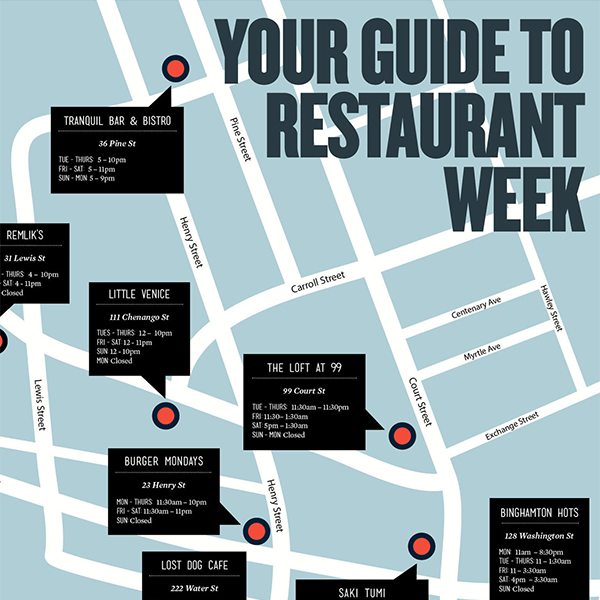 YOUR GUIDE TO
RESTAURANT
WEEK
TRANQUIL BAR & BISTRO
36 Pine St
TUE - THURS 5 – 10pm
FRI - SAT 5 – 11pm
SUN - MON 5 – 9pm
Pine Street
Henry Street
REMLIK'S
31 Lewis St
- THURS 4 – 10pm
- SAT 4 - 11pm
Closed
LITTLE VENICE
111 Chenango St
TUES - THURS 12 – 10pm
FRI - SAT 12 - 11pm
SUN 12 - 10pm
MON Closed
Carroll Street
Centenary Ave
Hawley Street
Myrtle Ave
THE LOFT AT 99
99 Court St
TUE - THURS 11:30am – 11:30pm
FRI 11:30 – 1:30am
SAT 5pm – 1:30am
SUN - MON Closed
Court Street
Lewis Street
Exchange Street
BURGER MONDAYS
23 Henry St
MON - THURS 11:30am – 10pm
FRI - SAT 11:30am – 11pm
SUN Closed
Henry Street
BINGHAMTON HOTS
128 Washington St
MON 11am – 8:30pm
TUE - THURS 11 – 1:30am
FRI 11 – 3:30am
SAT 4pm – 3:30am
SUN Closed
LOST DOG CAFE
222 Water St
SAKI TUMI